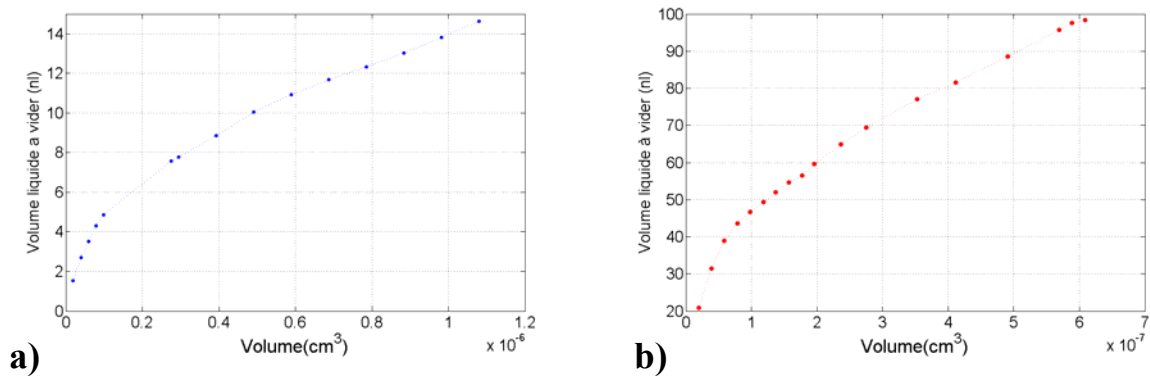 Volume liquide a vider (nl)
14
12
10
8
6
4
2
0
0 0.2 0.4 0.6 0.8 1 1.2
Volume(cm³)
x 10⁻⁶
a)
Volume liquide à vider (nl)
100
90
80
70
60
50
40
30
20
0 1 2 3 4 5 6 7
Volume(cm³)
x 10⁻⁷
b)